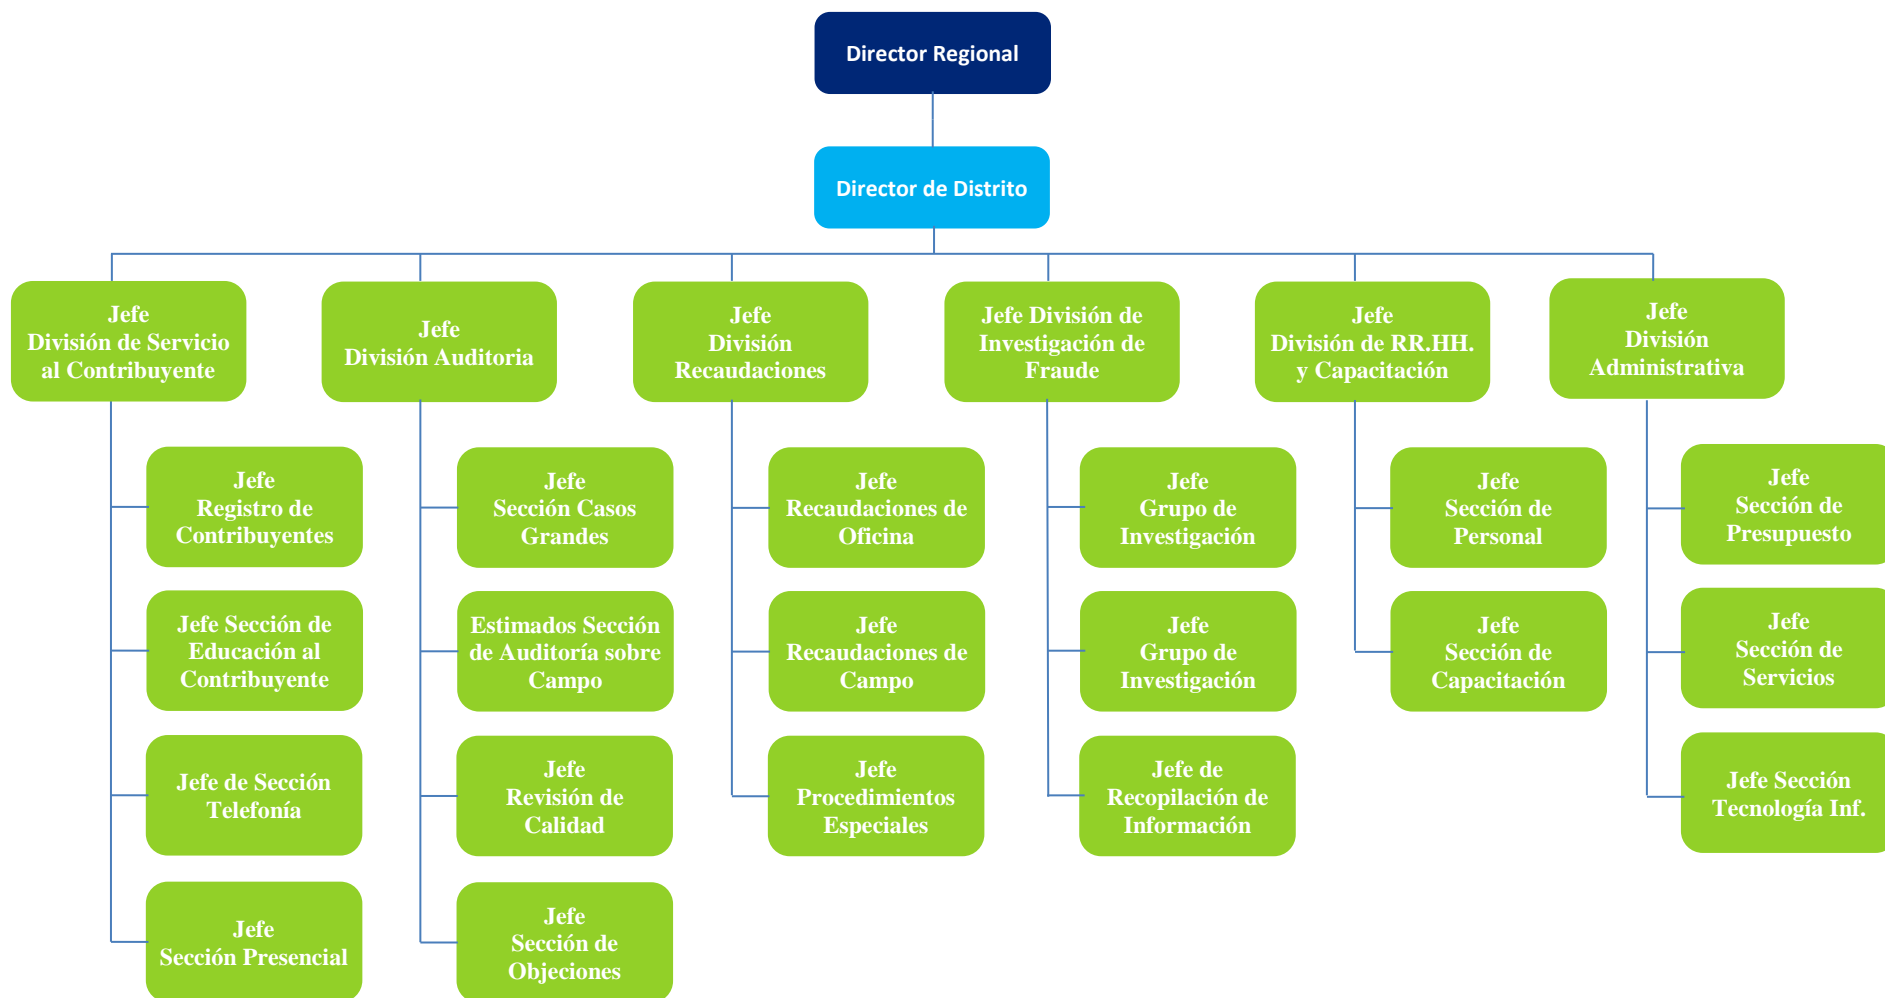 Director Regional
Director de Distrito
Jefe
División de Servicio
al Contribuyente
Jefe
División Auditoria
Jefe
División
Recaudaciones
Jefe División de
Investigación de
Fraude
Jefe
División de RR.HH.
y Capacitación
Jefe
División
Administrativa
Jefe
Registro de
Contribuyentes
Jefe
Sección Casos
Grandes
Jefe
Recaudaciones de
Oficina
Jefe
Grupo de
Investigación
Jefe
Sección de
Personal
Jefe
Sección de
Presupuesto
Jefe Sección de
Educación al
Contribuyente
Estimados Sección
de Auditoría sobre
Campo
Jefe
Recaudaciones de
Campo
Jefe
Grupo de
Investigación
Jefe
Sección de
Capacitación
Jefe
Sección de
Servicios
Jefe de Sección
Telefonía
Jefe
Revisión de
Calidad
Jefe
Procedimientos
Especiales
Jefe de
Recopilación de
Información
Jefe Sección
Tecnología Inf.
Jefe
Sección Presencial
Jefe
Sección de
Objeciones